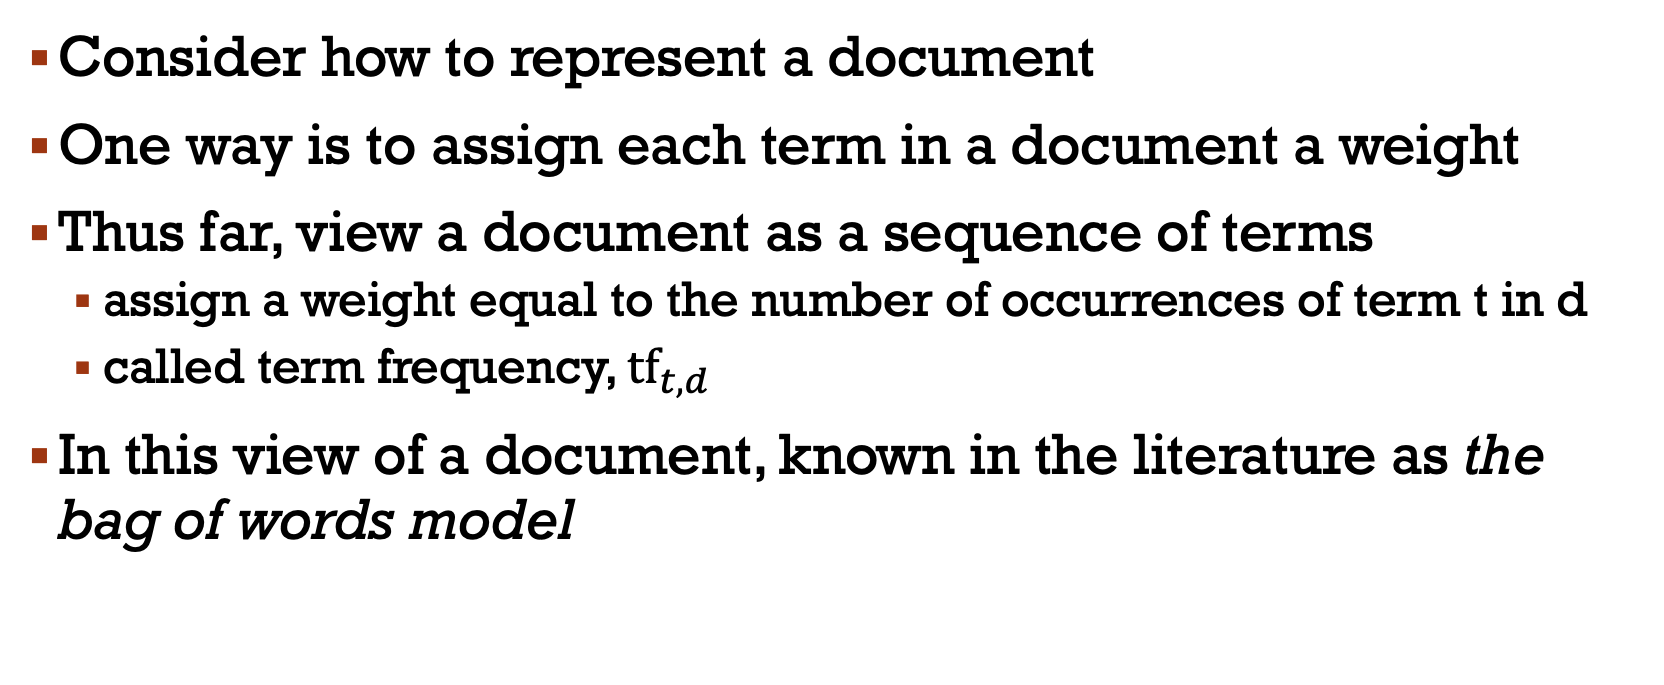 ▪ Consider how to represent a document
▪ One way is to assign each term in a document a weight
▪ Thus far, view a document as a sequence of terms
▪ assign a weight equal to the number of occurrences of term t in d
▪ called term frequency, tf_{t,d}
▪ In this view of a document, known in the literature as the
bag of words model